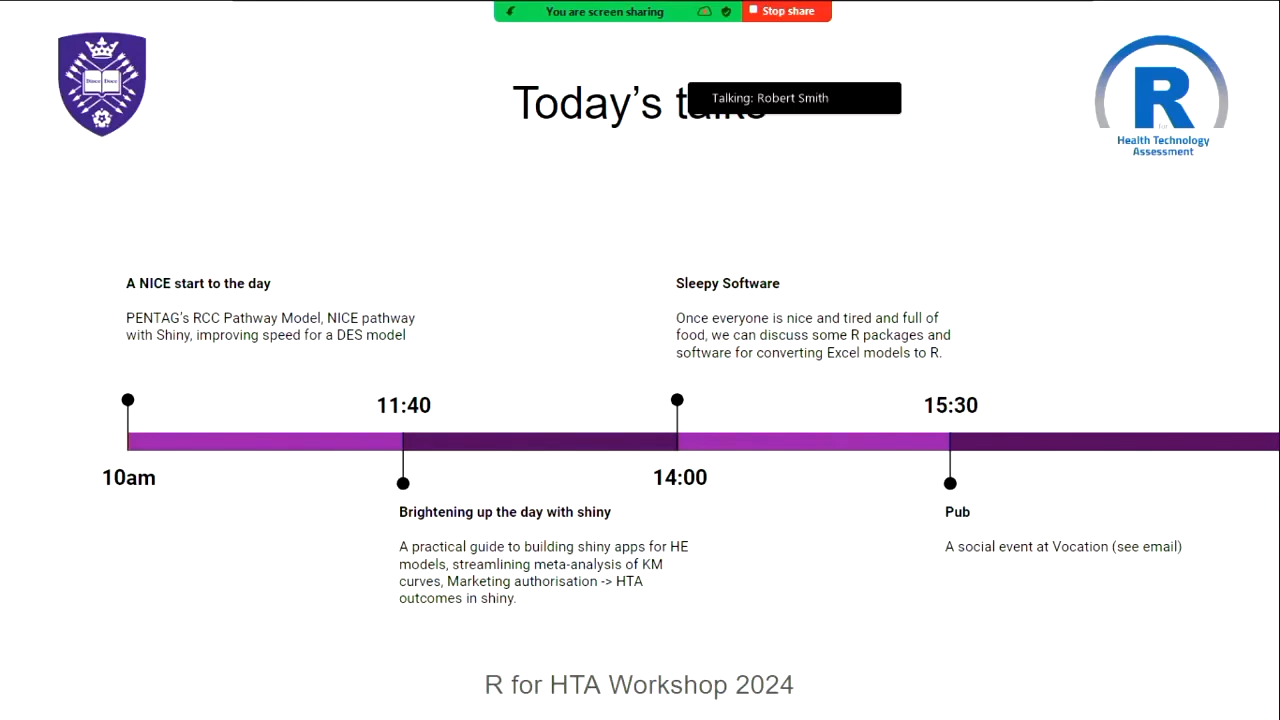 You are screen sharing
Stop share
Today's talks
Talking: Robert Smith
R
Health Technology
Assessment
A NICE start to the day
PENTAG's RCC Pathway Model, NICE pathway
with Shiny, improving speed for a DES model
Sleepy Software
Once everyone is nice and tired and full of
food, we can discuss some R packages and
software for converting Excel models to R.
11:40
15:30
10am
14:00
Brightening up the day with shiny
A practical guide to building shiny apps for HE
models, streamlining meta-analysis of KM
curves, Marketing authorisation -> HTA
outcomes in shiny.
Pub
A social event at Vocation (see email)
R for HTA Workshop 2024